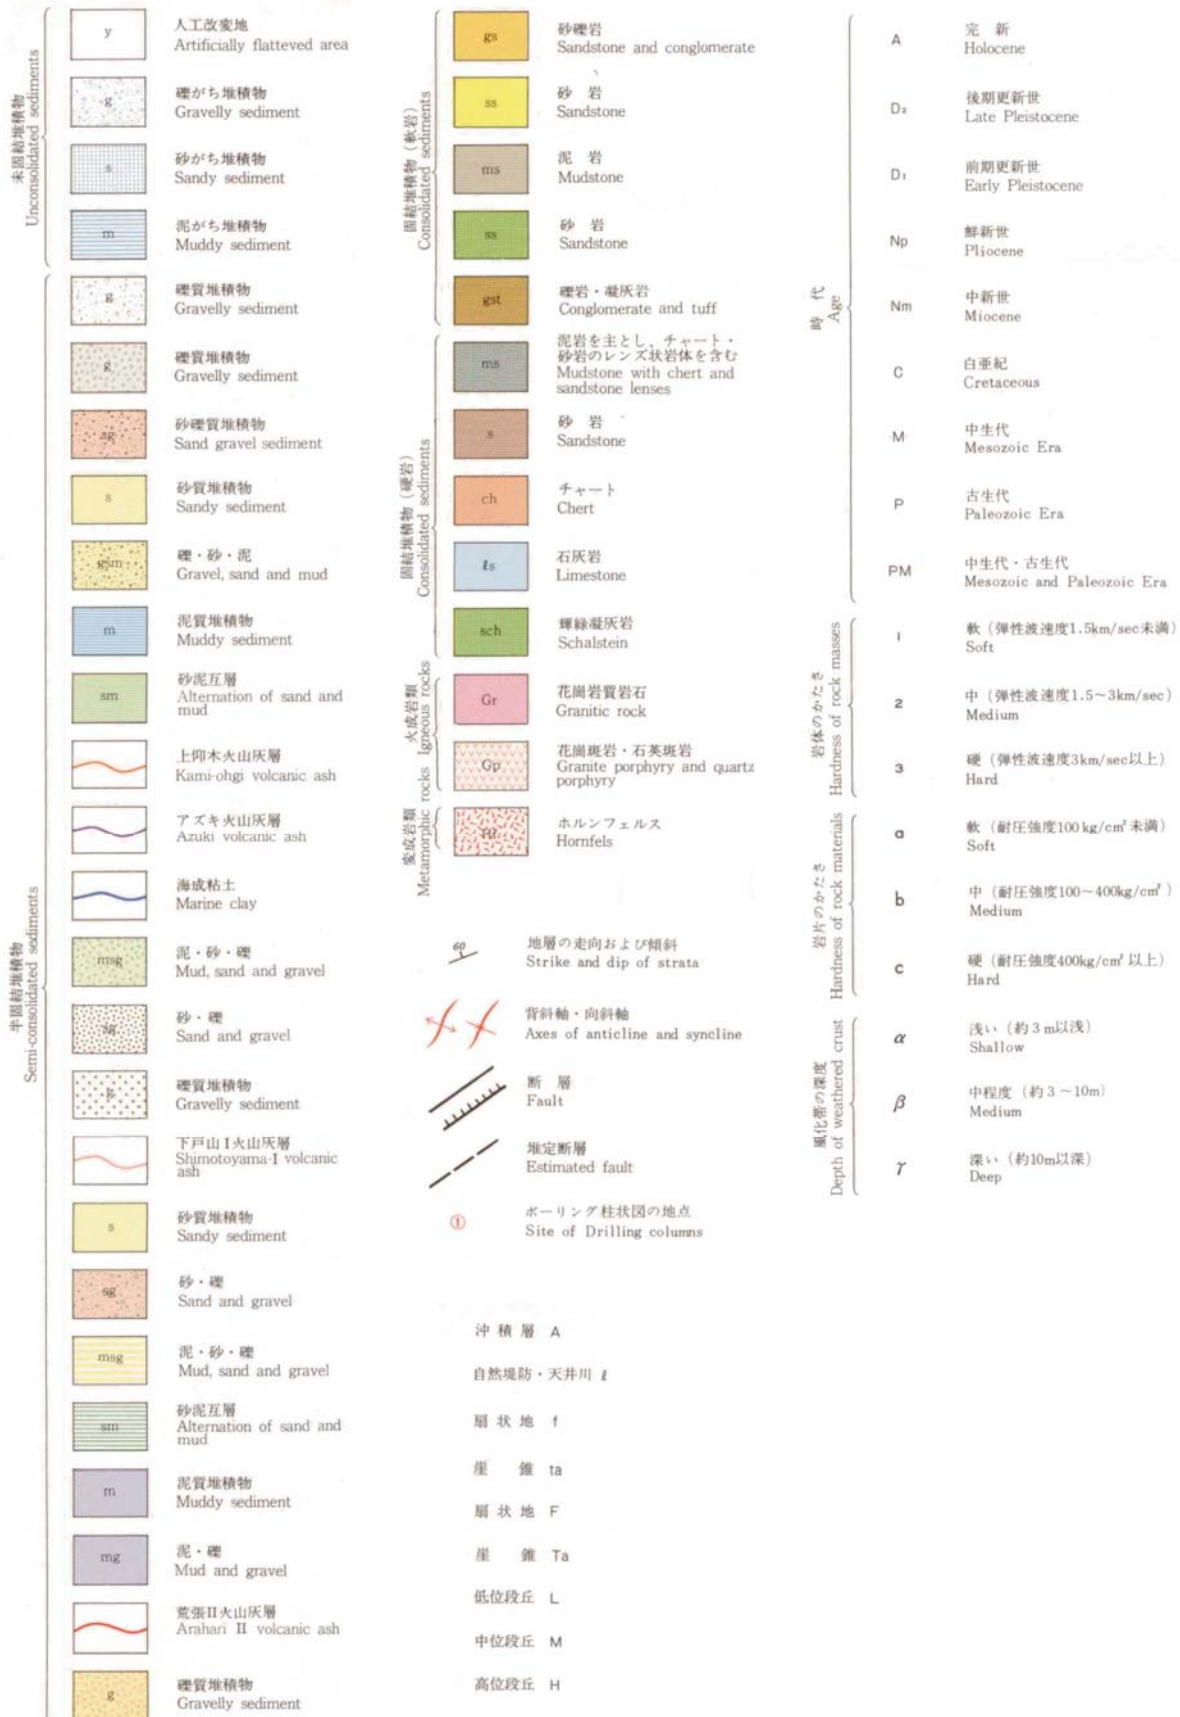 未固結堆積物
Unconsolidated sediments
y
人工改変地
Artificially flatteved area
g
礫がち堆積物
Gravelly sediment
s
砂がち堆積物
Sandy sediment
m
泥がち堆積物
Muddy sediment
半固結堆積物
Semi-consolidated sediments
g
礫質堆積物
Gravelly sediment
g
礫質堆積物
Gravelly sediment
sg
砂礫質堆積物
Sand gravel sediment
s
砂質堆積物
Sandy sediment
gsm
礫・砂・泥
Gravel, sand and mud
m
泥質堆積物
Muddy sediment
sm
砂泥互層
Alternation of sand and
mud
上仰木火山灰層
Kami-ohgi volcanic ash
アズキ火山灰層
Azuki volcanic ash
海成粘土
Marine clay
msg
泥・砂・礫
Mud, sand and gravel
sg
砂・礫
Sand and gravel
g
礫質堆積物
Gravelly sediment
下戸山I火山灰層
Shimotoyama-I volcanic
ash
s
砂質堆積物
Sandy sediment
sg
砂・礫
Sand and gravel
msg
泥・砂・礫
Mud, sand and gravel
sm
砂泥互層
Alternation of sand and
mud
m
泥質堆積物
Muddy sediment
mg
泥・礫
Mud and gravel
荒張II火山灰層
Arahari II volcanic ash
g
礫質堆積物
Gravelly sediment
固結堆積物(軟岩)
Consolidated sediments
gs
砂礫岩
Sandstone and conglomerate
ss
砂岩
Sandstone
ms
泥岩
Mudstone
ss
砂岩
Sandstone
gst
礫岩・凝灰岩
Conglomerate and tuff
固結堆積物(硬岩)
Consolidated sediments
ms
泥岩を主とし、チャート・
砂岩のレンズ状岩体を含む
Mudstone with chert and
sandstone lenses
s
砂岩
Sandstone
ch
チャート
Chert
ℓs
石灰岩
Limestone
sch
輝緑凝灰岩
Schalstein
火成岩類
Igneous rocks
Gr
花崗岩質岩石
Granitic rock
Gp
花崗斑岩・石英斑岩
Granite porphyry and quartz
porphyry
変成岩類
Metamorphic rocks
Hf
ホルンフェルス
Hornfels
60
地層の走向および傾斜
Strike and dip of strata
背斜軸・向斜軸
Axes of anticline and syncline
断層
Fault
堆定断層
Estimated fault
①
ボーリング柱状図の地点
Site of Drilling columns
沖積層 A
自然堤防・天井川 ℓ
扇状地 f
崖錐 ta
扇状地 F
崖錐 Ta
低位段丘 L
中位段丘 M
高位段丘 H
時代
Age
A
完新
Holocene
D₂
後期更新世
Late Pleistocene
D₁
前期更新世
Early Pleistocene
Np
鮮新世
Pliocene
Nm
中新世
Miocene
C
白亜紀
Cretaceous
M
中生代
Mesozoic Era
P
古生代
Paleozoic Era
PM
中生代・古生代
Mesozoic and Paleozoic Era
岩体のかたさ
Hardness of rock masses
1
軟(弾性波速度1.5km/sec未満)
Soft
2
中(弾性波速度1.5~3km/sec)
Medium
3
硬(弾性波速度3km/sec以上)
Hard
岩片のかたさ
Hardness of rock materials
a
軟(耐圧強度100kg/cm²未満)
Soft
b
中(耐圧強度100~400kg/cm²)
Medium
c
硬(耐圧強度400kg/cm²以上)
Hard
風化帯の深度
Depth of weathered crust
α
浅い(約3m以浅)
Shallow
β
中程度(約3~10m)
Medium
γ
深い(約10m以深)
Deep